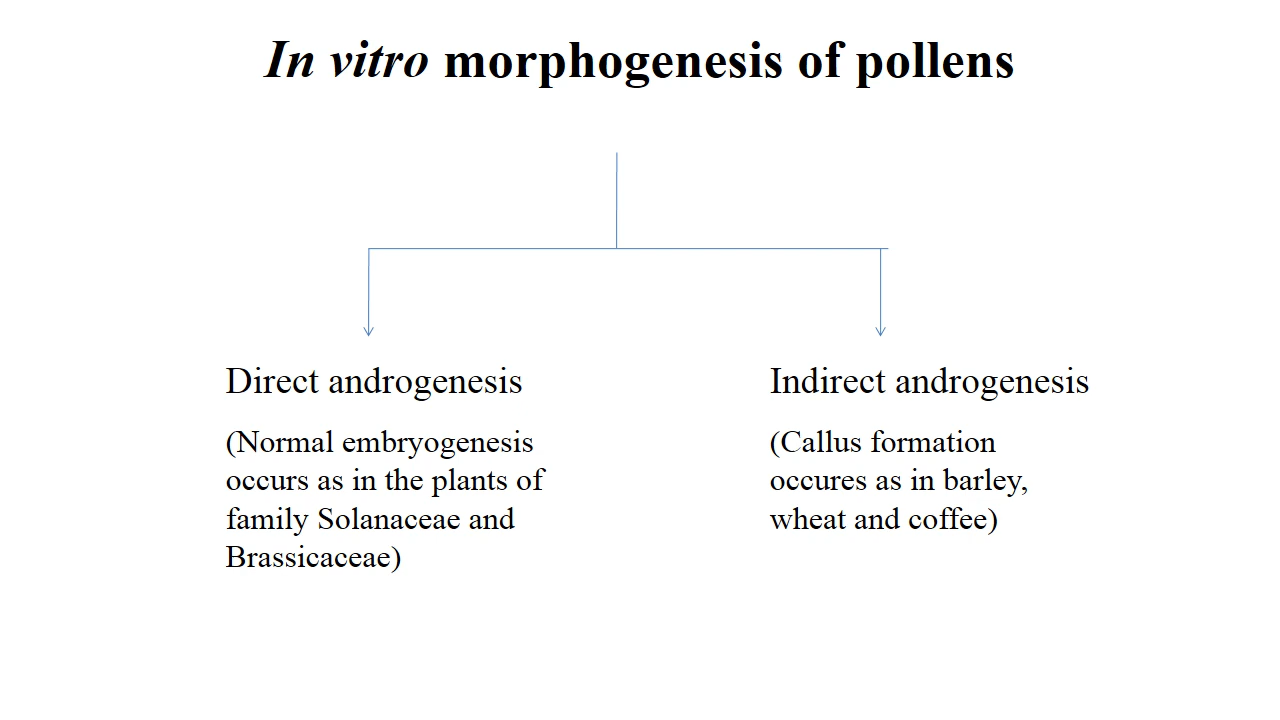 In vitro morphogenesis of pollens
Direct androgenesis
(Normal embryogenesis
occurs as in the plants of
family Solanaceae and
Brassicaceae)
Indirect androgenesis
(Callus formation
occures as in barley,
wheat and coffee)